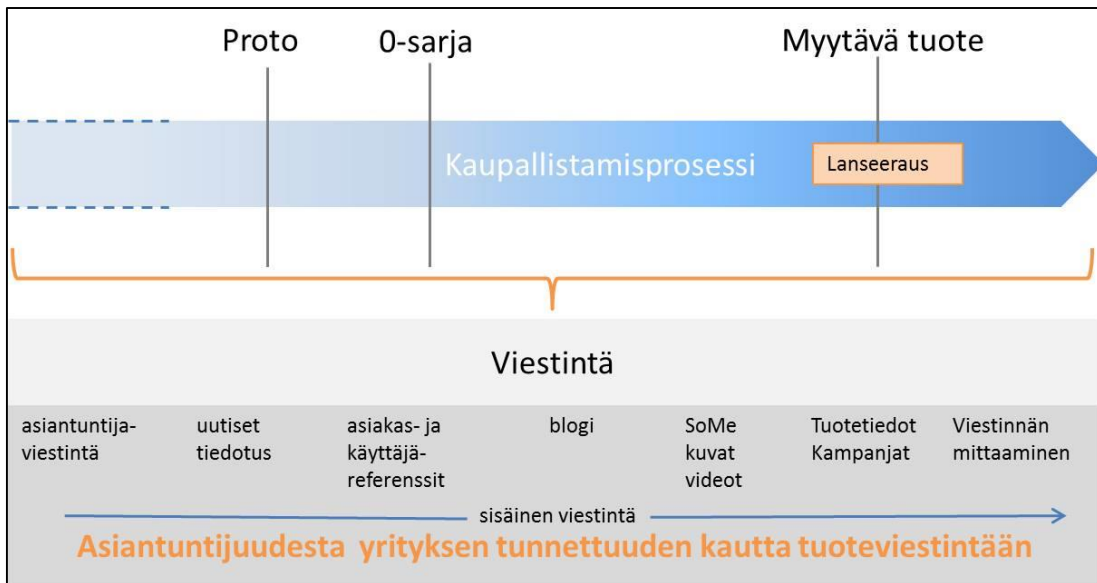 Proto
0-sarja
Myytävä tuote
Kaupallistamisprosessi
Lanseeraus
Viestintä
asiantuntija-
viestintä
uutiset
tiedotus
asiakas- ja
käyttäjä-
referenssit
blogi
SoMe
kuvat
videot
Tuotetiedot
Kampanjat
Viestinnän
mittaaminen
sisäinen viestintä
Asiantuntijuudesta yrityksen tunnettuuden kautta tuoteviestintään